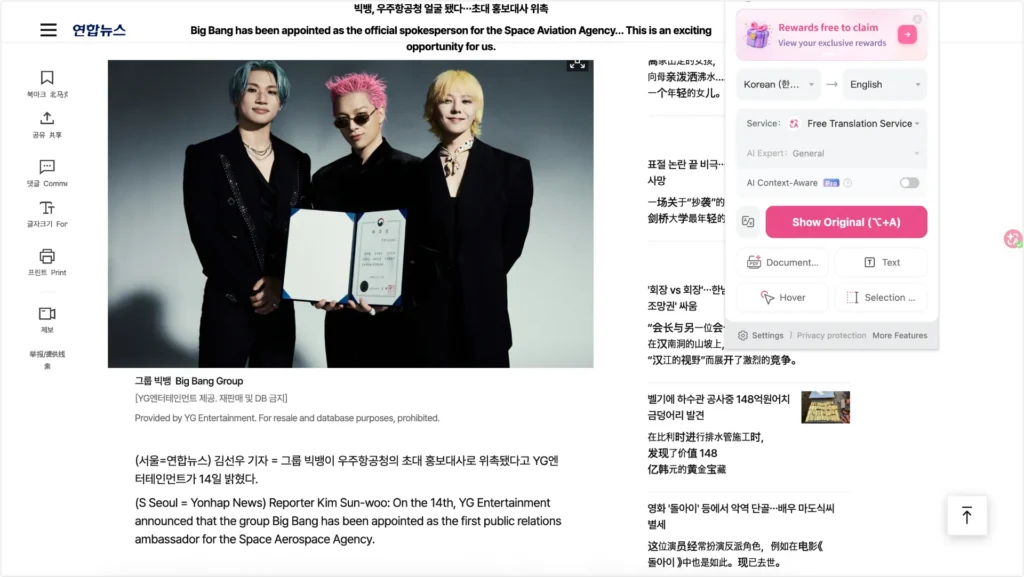 빅뱅, 우주항공청 얼굴 됐다…초대 홍보대사 위촉
Big Bang has been appointed as the official spokesperson for the Space Aviation Agency... This is an exciting
opportunity for us.
연합뉴스
북마크
공유 共享
댓글 Comme
글자크기 For
프린트 Print
제보
그룹 빅뱅 Big Bang Group
[YG엔터테인먼트 제공. 재판매 및 DB 금지]
Provided by YG Entertainment. For resale and database purposes, prohibited.
(서울=연합뉴스) 김선우 기자 = 그룹 빅뱅이 우주항공청의 초대 홍보대사로 위촉됐다고 YG엔
터테인먼트가 14일 밝혔다.
(S Seoul = Yonhap News) Reporter Kim Sun-woo: On the 14th, YG Entertainment
announced that the group Big Bang has been appointed as the first public relations
ambassador for the Space Aerospace Agency.
向母亲泼洒沸水...
一个年轻的女儿。
표절 논란 끝 비극…
사망
一场关于“抄袭”的
剑桥大学最年轻的
'회장 vs 회장'…한남
조망권' 싸움
“会长与另一位会
在汉南洞的山坡上,
“汉江的视野”而展开了激烈的竞争。
벨기에 하수관 공사중 148억원어치
금덩어리 발견
在比利时进行排水管施工时,
发现了价值 148
亿韩元的黄金宝藏
영화 '돌아이' 등에서 악역 단골…배우 마도식씨
별세
这位演员经常扮演反派角色，例如在电影《
돌아이 》中也是如此。现已去世。
Rewards free to claim
View your exclusive rewards
Korean (한...
English
Service: Free Translation Service
AI Expert: General
AI Context-Aware Pro
Show Original (⌥+A)
PDF Document...
Text
Hover
Selection ...
Settings
Privacy protection
More Features